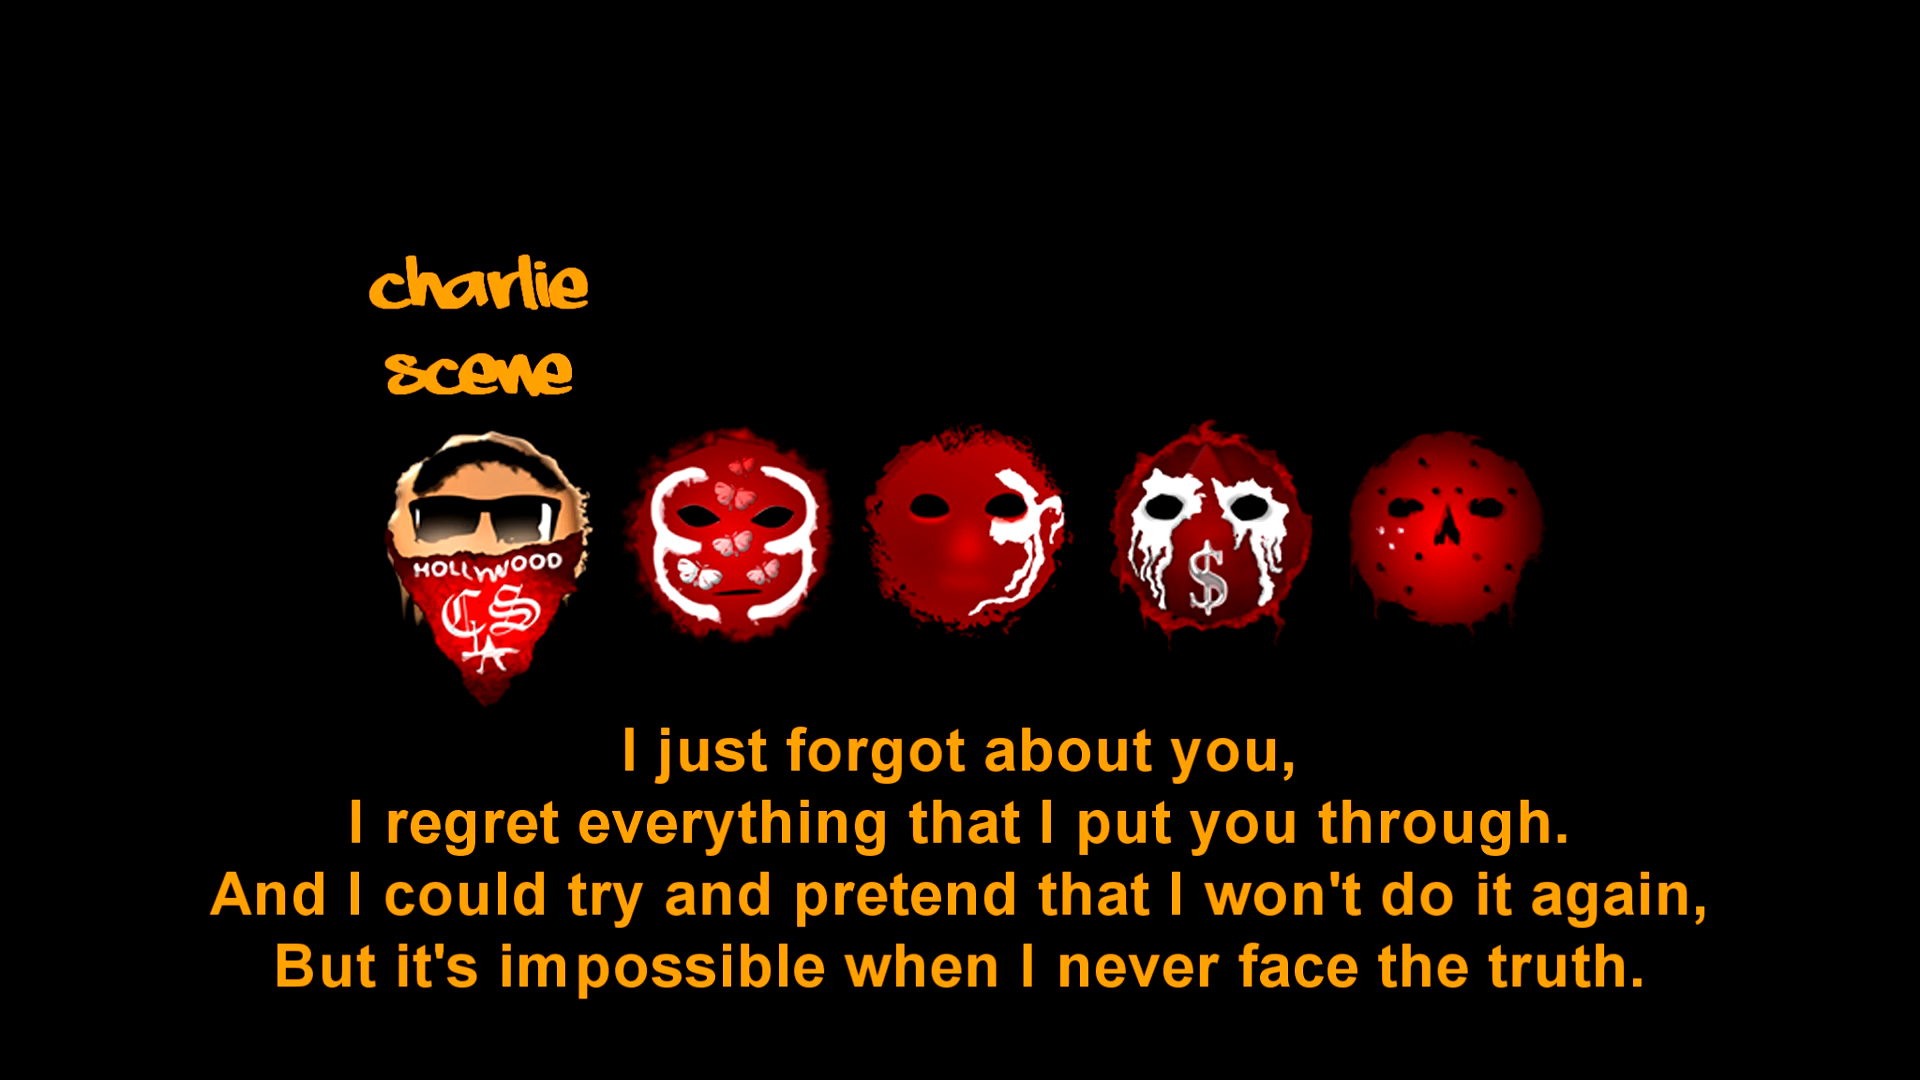 charlie
scene
HOLLYWOOD
CS
LA
$
I just forgot about you,
I regret everything that I put you through.
And I could try and pretend that I won't do it again,
But it's impossible when I never face the truth.